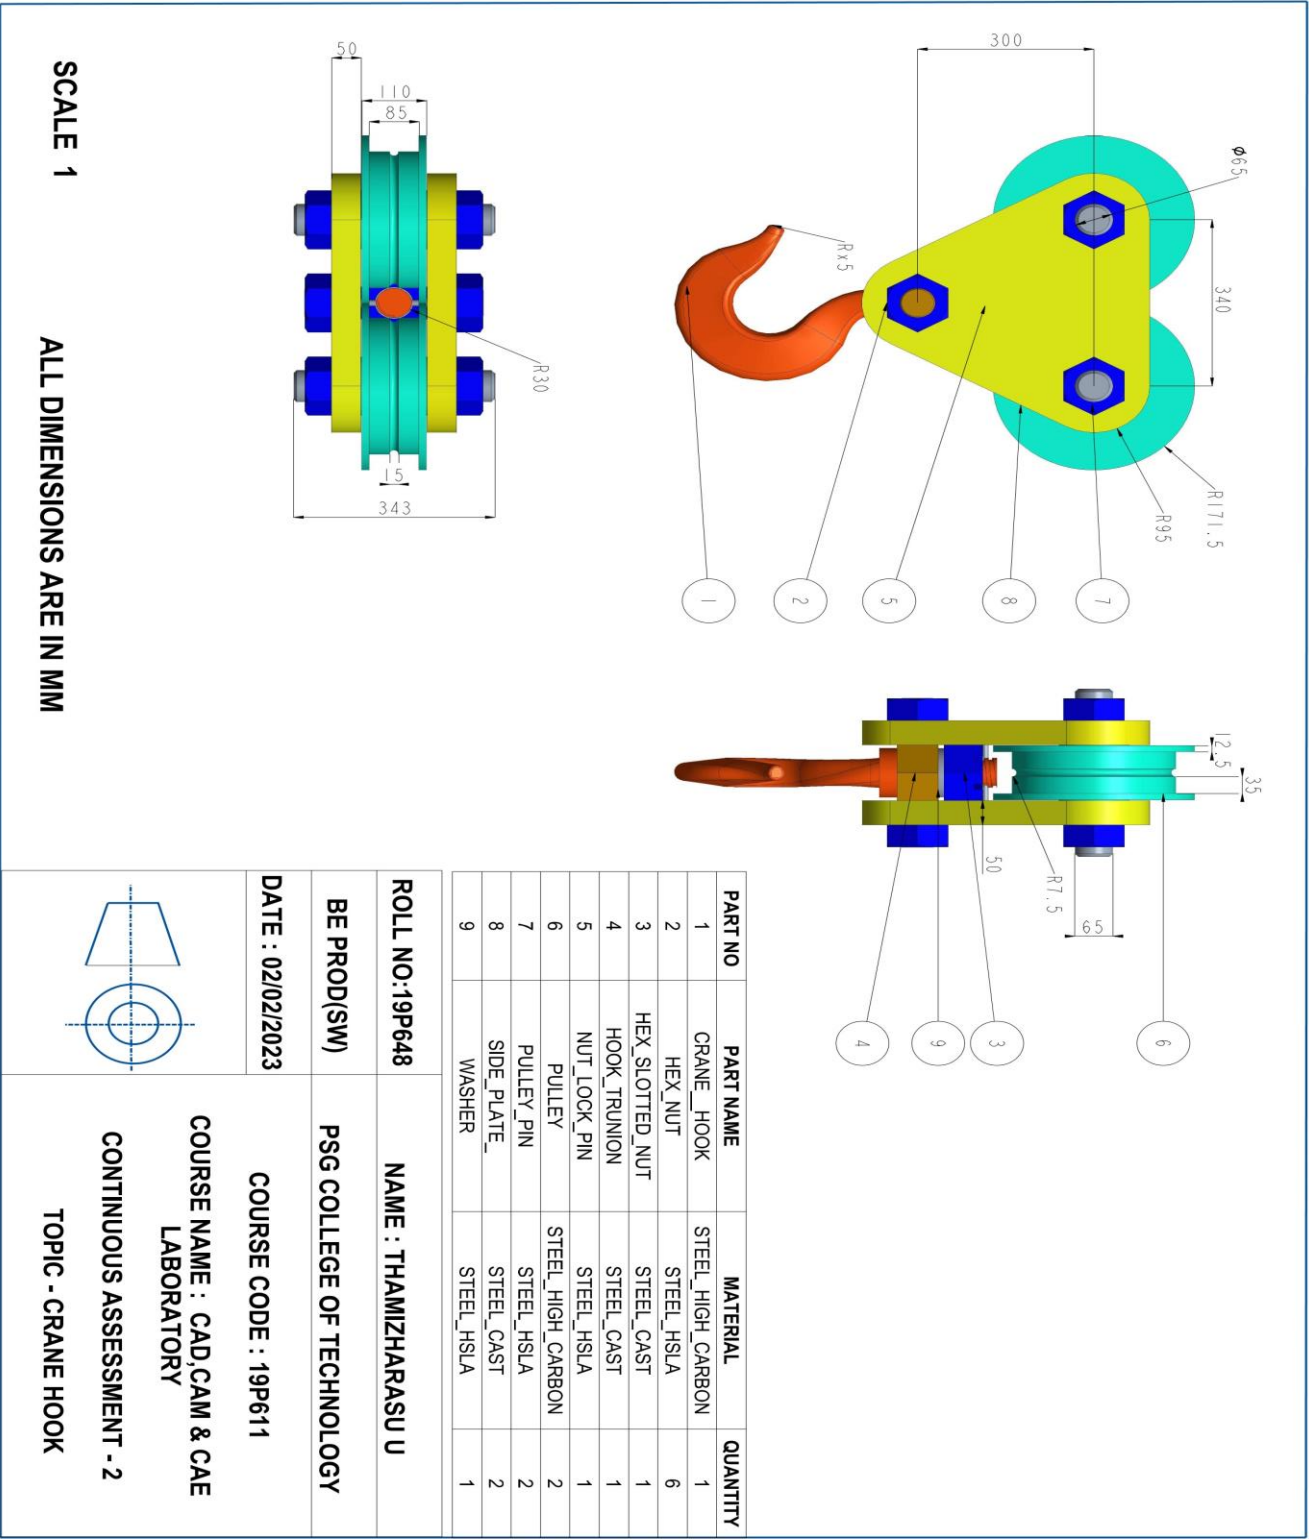 300
Ø65
340
Rx5
R171.5
R95
1
2
5
8
7
12.5
35
50
R7.5
65
4
9
3
6
50
110
85
R30
15
343
PART NO PART NAME MATERIAL QUANTITY
1 CRANE_HOOK STEEL_HIGH_CARBON 1
2 HEX_NUT STEEL_HSLA 6
3 HEX_SLOTTED_NUT STEEL_CAST 1
4 HOOK_TRUNION STEEL_CAST 1
5 NUT_LOCK_PIN STEEL_HSLA 1
6 PULLEY STEEL_HIGH_CARBON 2
7 PULLEY_PIN STEEL_HSLA 2
8 SIDE_PLATE_ STEEL_CAST 2
9 WASHER STEEL_HSLA 1
ROLL NO:19P648 NAME : THAMIZHARASU U
BE PROD(SW) PSG COLLEGE OF TECHNOLOGY
DATE : 02/02/2023 COURSE CODE : 19P611
COURSE NAME : CAD,CAM & CAE
LABORATORY
CONTINUOUS ASSESSMENT - 2
TOPIC - CRANE HOOK
SCALE 1 ALL DIMENSIONS ARE IN MM